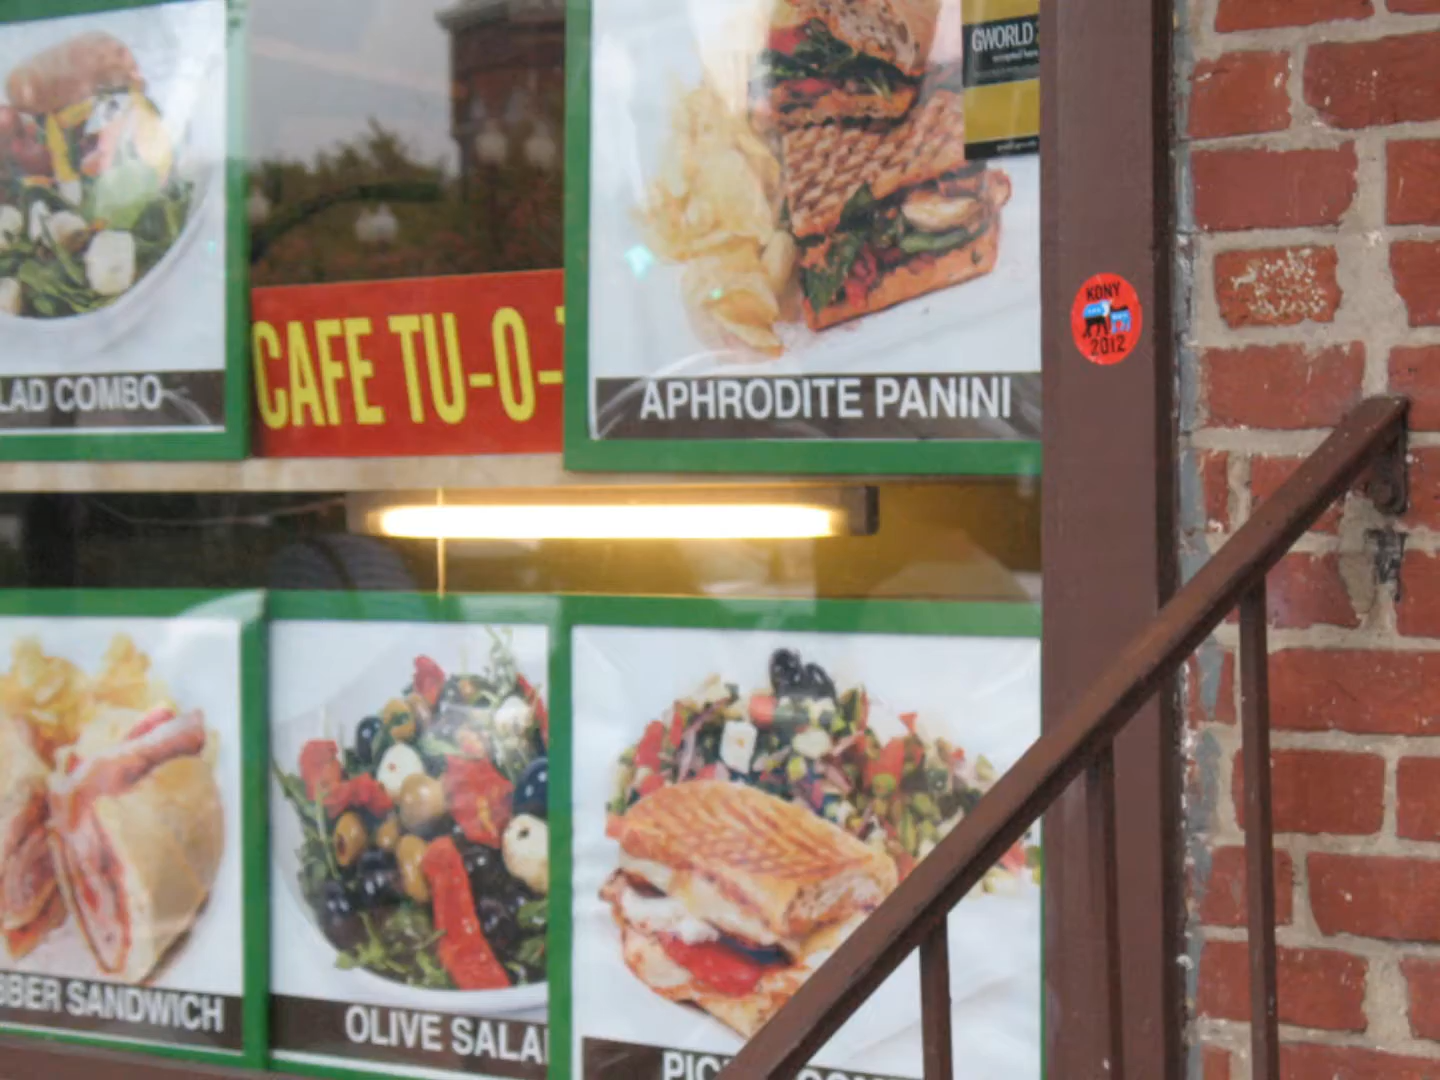 GWORLD
LAD COMBO
CAFE TU-O-
APHRODITE PANINI
KONY
2012
BBER SANDWICH
OLIVE SALA